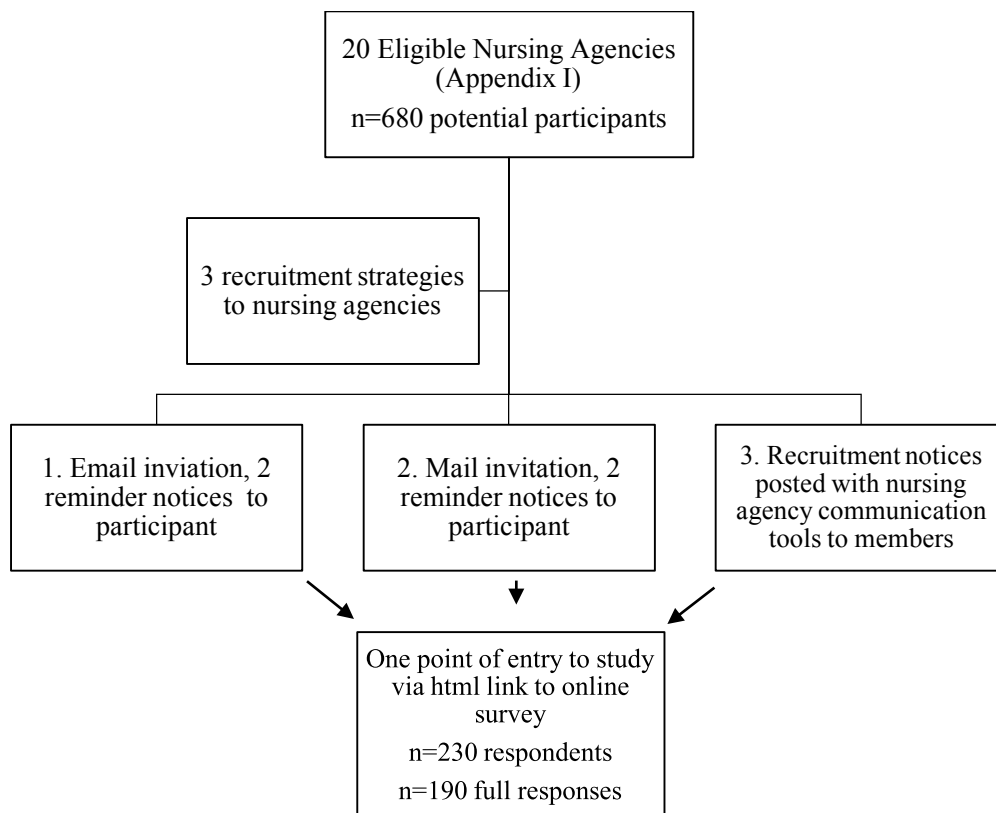 20 Eligible Nursing Agencies
(Appendix I)
n=680 potential participants
3 recruitment strategies
to nursing agencies
1. Email inviation, 2
reminder notices to
participant
2. Mail invitation, 2
reminder notices to
participant
3. Recruitment notices
posted with nursing
agency communication
tools to members
One point of entry to study
via html link to online
survey
n=230 respondents
n=190 full responses